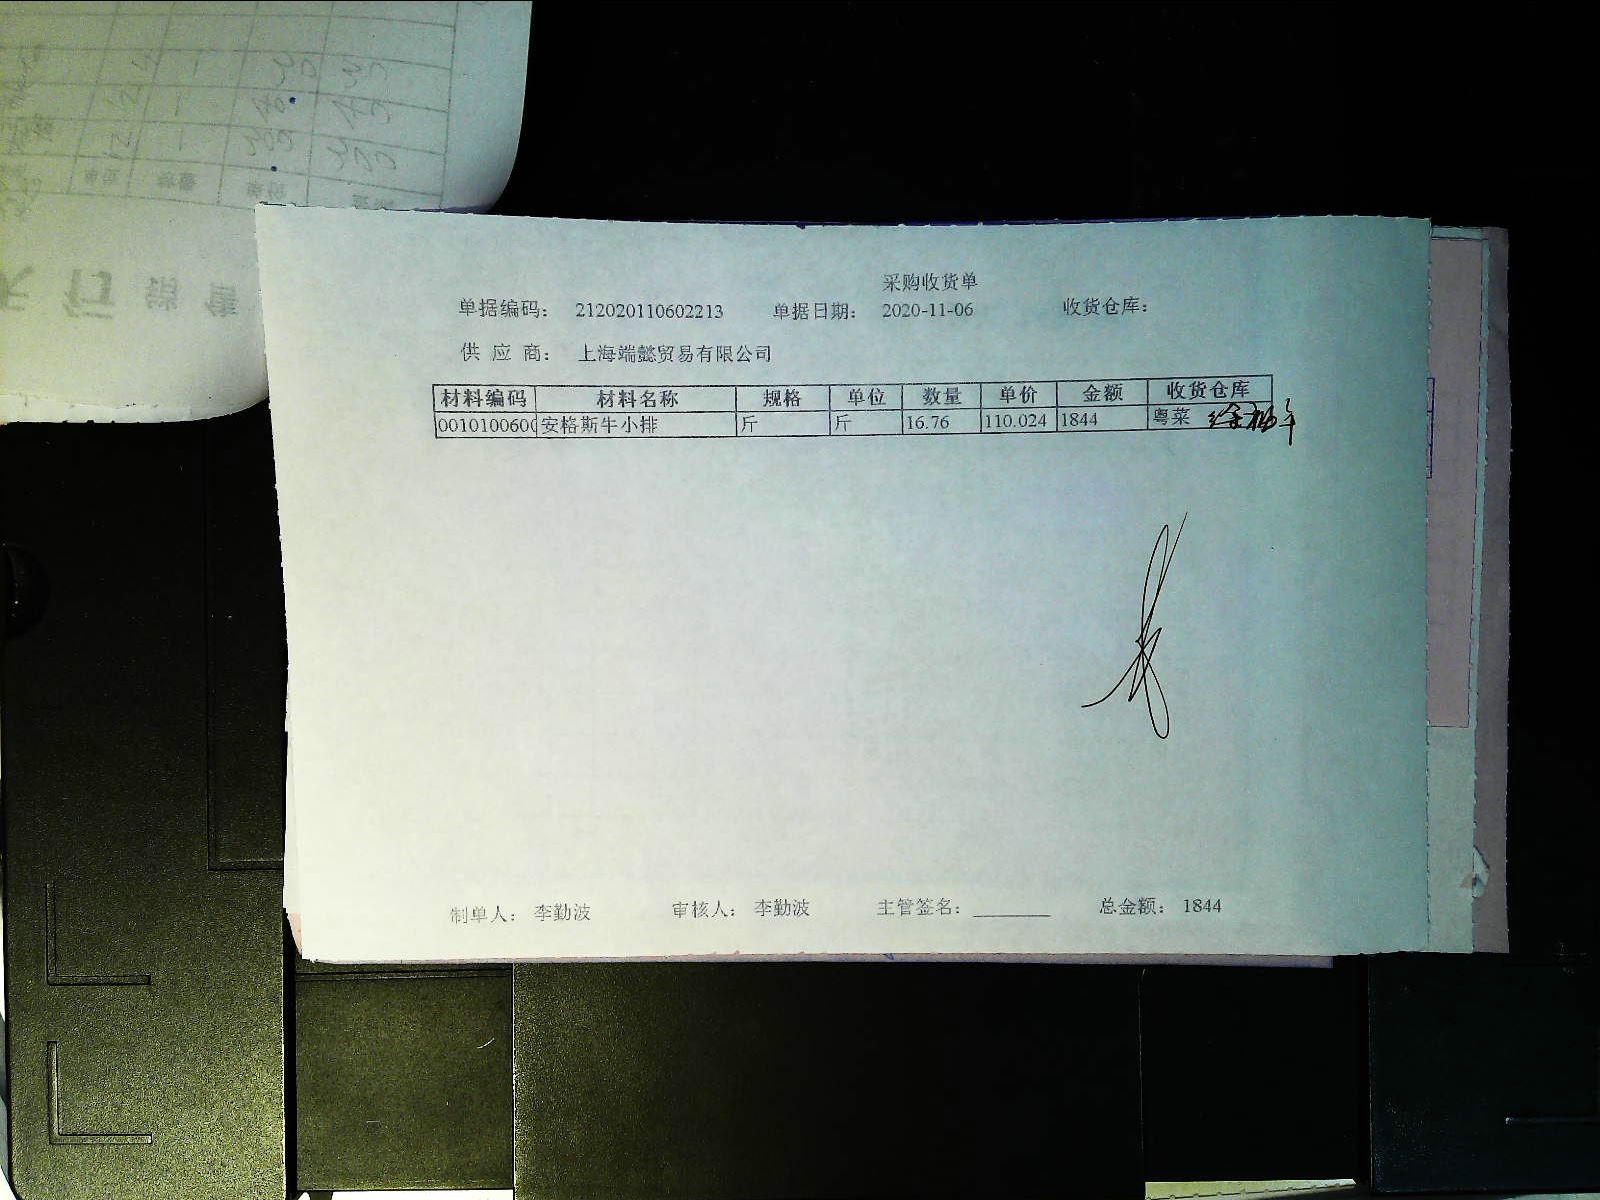 采购收货单
单据编码： 212020110602213 单据日期： 2020-11-06 收货仓库：
供 应 商： 上海端懿贸易有限公司
材料编码 材料名称 规格 单位 数量 单价 金额 收货仓库
0010100600 安格斯牛小排 斤 斤 16.76 110.024 1844 粤菜
制单人： 李勤波 审核人： 李勤波 主管签名：________ 总金额： 1844